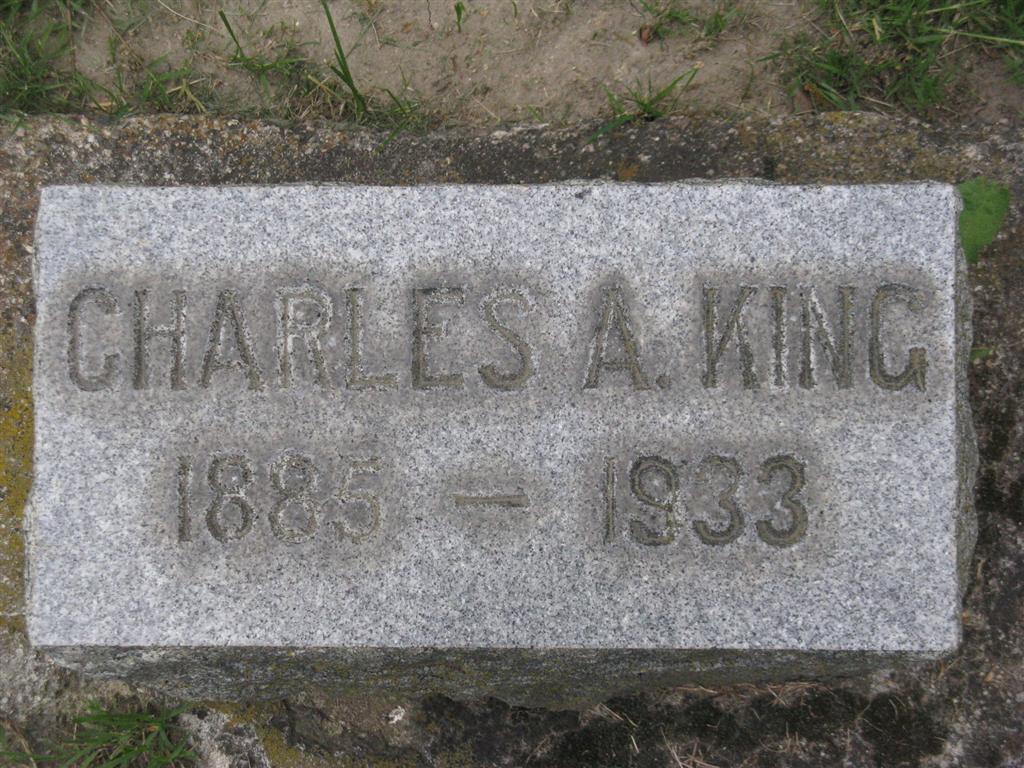 CHARLES A. KING
1885 — 1933